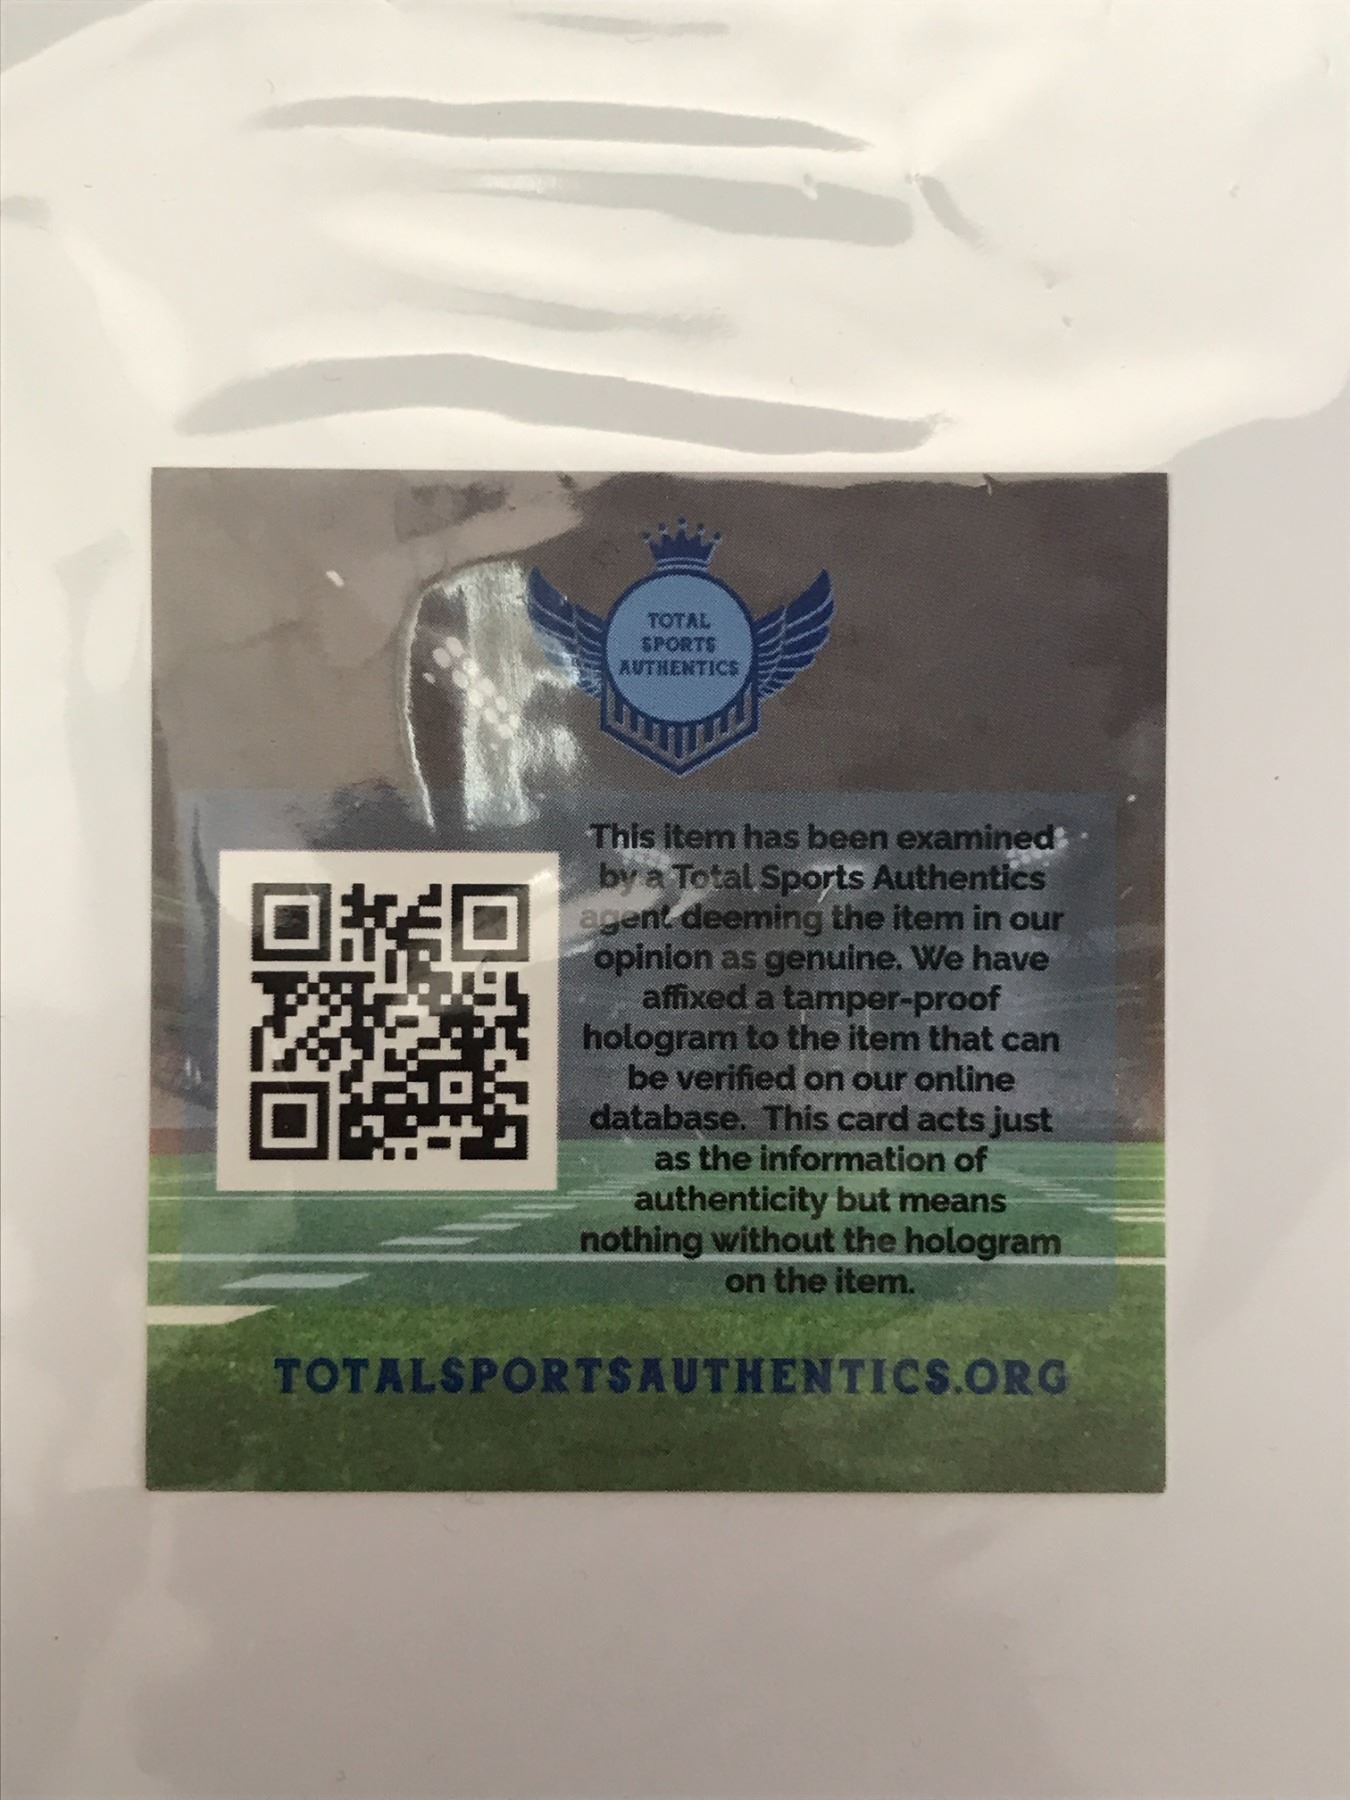 TOTAL
SPORTS
AUTHENTICS
This item has been examined
by a Total Sports Authentics
agent deeming the item in our
opinion as genuine. We have
affixed a tamper-proof
hologram to the item that can
be verified on our online
database. This card acts just
as the information of
authenticity but means
nothing without the hologram
on the item.
TOTALSPORTSAUTHENTICS.ORG